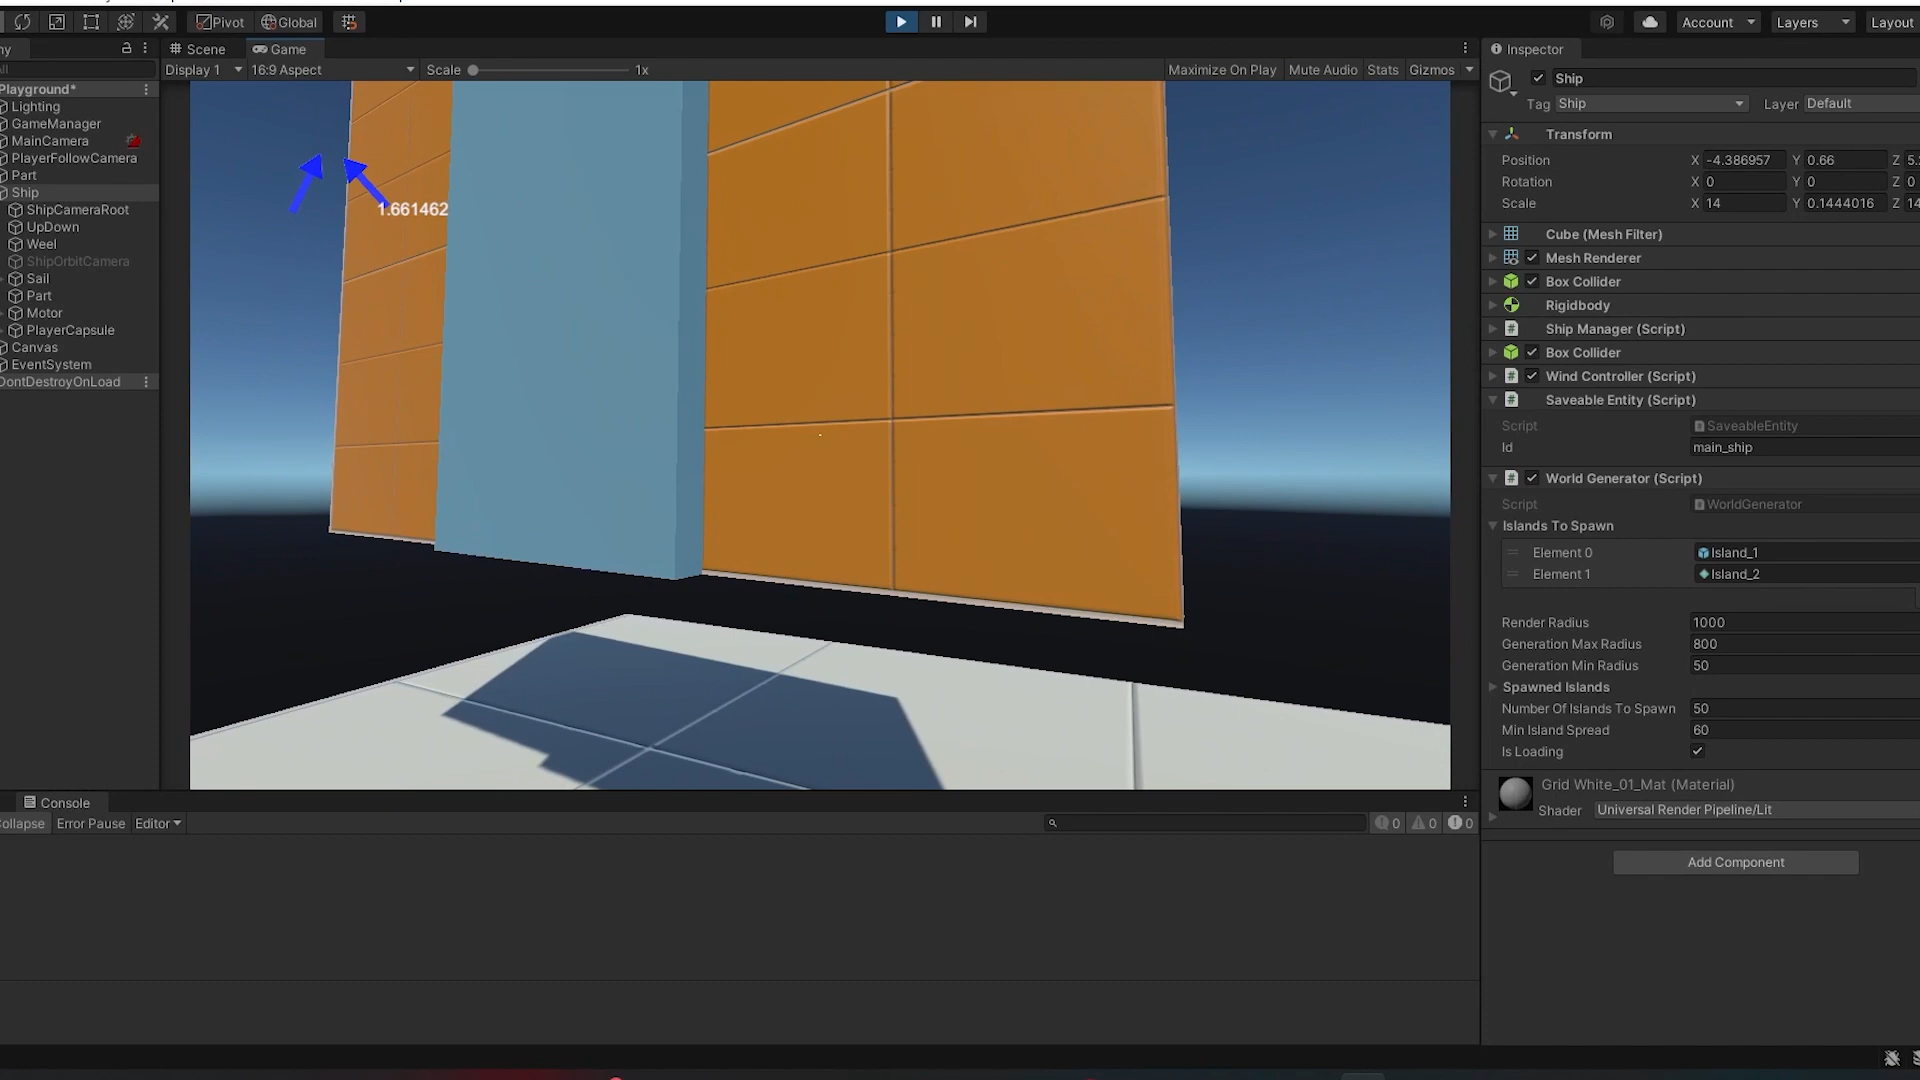 Pivot Global Account Layers Layout
Scene Game Inspector
Display 1 16:9 Aspect Scale 1x Maximize On Play Mute Audio Stats Gizmos
Ship
Tag Ship Layer Default
Playground*
Lighting
GameManager
MainCamera
PlayerFollowCamera
Part
Ship
ShipCameraRoot
UpDown
Weel
ShipOrbitCamera
Sail
Part
Motor
PlayerCapsule
Canvas
EventSystem
DontDestroyOnLoad
1.661462
Transform
Position X -4.386957 Y 0.66 Z 5.
Rotation X 0 Y 0 Z 0
Scale X 14 Y 0.1444016 Z 14
Cube (Mesh Filter)
Mesh Renderer
Box Collider
Rigidbody
Ship Manager (Script)
Box Collider
Wind Controller (Script)
Saveable Entity (Script)
Script SaveableEntity
Id main_ship
World Generator (Script)
Script WorldGenerator
Islands To Spawn
Element 0 Island_1
Element 1 Island_2
Render Radius 1000
Generation Max Radius 800
Generation Min Radius 50
Spawned Islands
Number Of Islands To Spawn 50
Min Island Spread 60
Is Loading
Grid White_01_Mat (Material)
Shader Universal Render Pipeline/Lit
Add Component
Console
Collapse Error Pause Editor 0 0 0